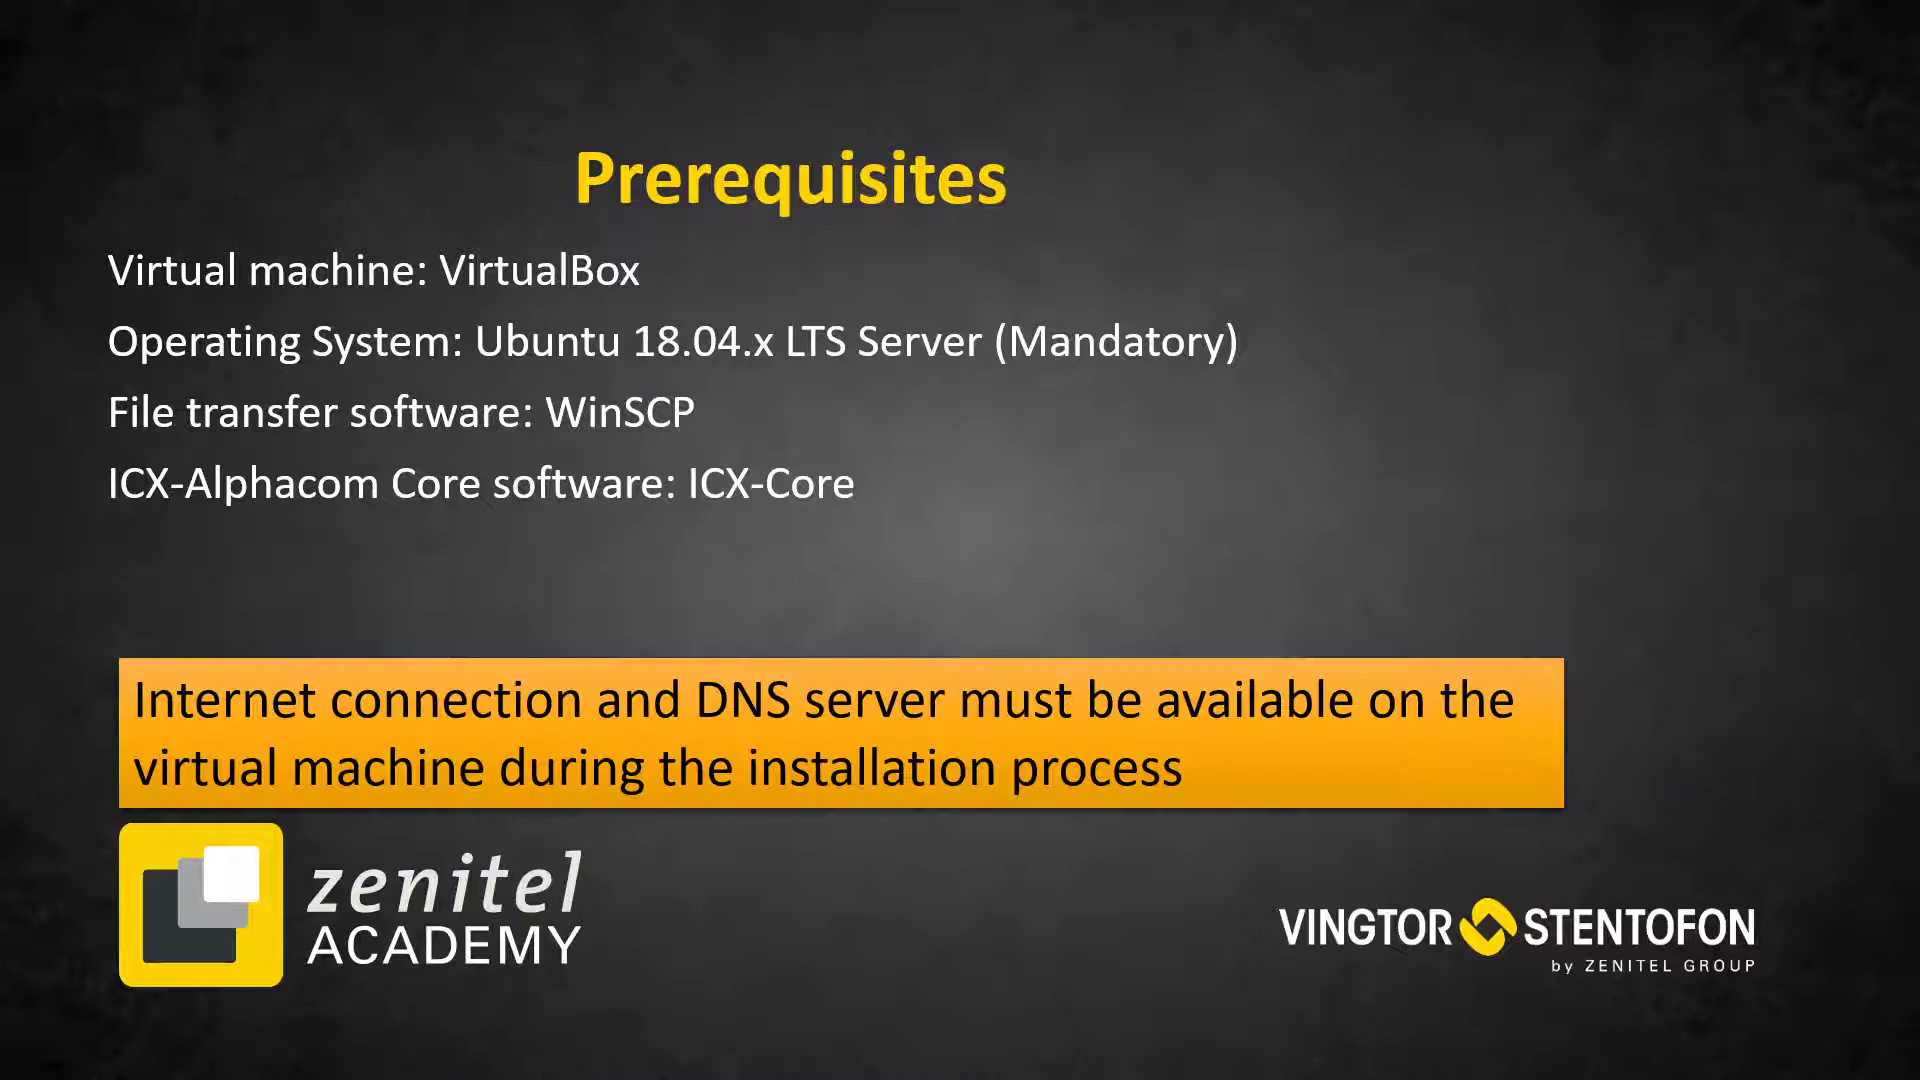 Prerequisites
Virtual machine: VirtualBox
Operating System: Ubuntu 18.04.x LTS Server (Mandatory)
File transfer software: WinSCP
ICX-Alphacom Core software: ICX-Core
Internet connection and DNS server must be available on the
virtual machine during the installation process
zenitel
ACADEMY
VINGTOR STENTOFON
by ZENITEL GROUP